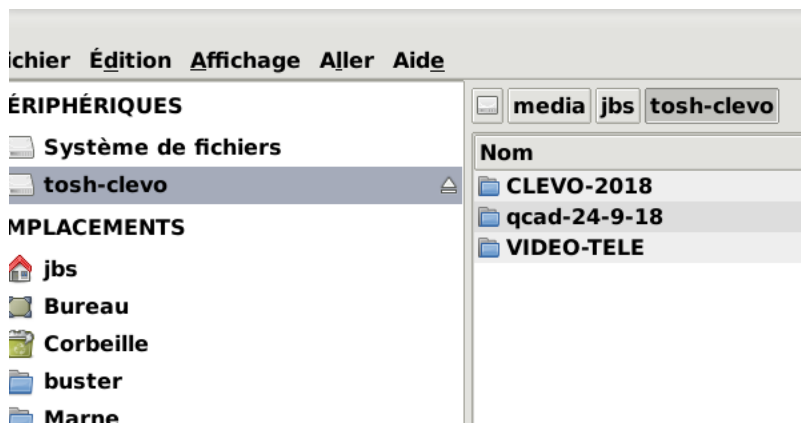 ichier Édition Affichage Aller Aide
ÉRIPHÉRIQUES
Système de fichiers
tosh-clevo
MPLACEMENTS
jbs
Bureau
Corbeille
buster
Marne
media jbs tosh-clevo
Nom
CLEVO-2018
qcad-24-9-18
VIDEO-TELE